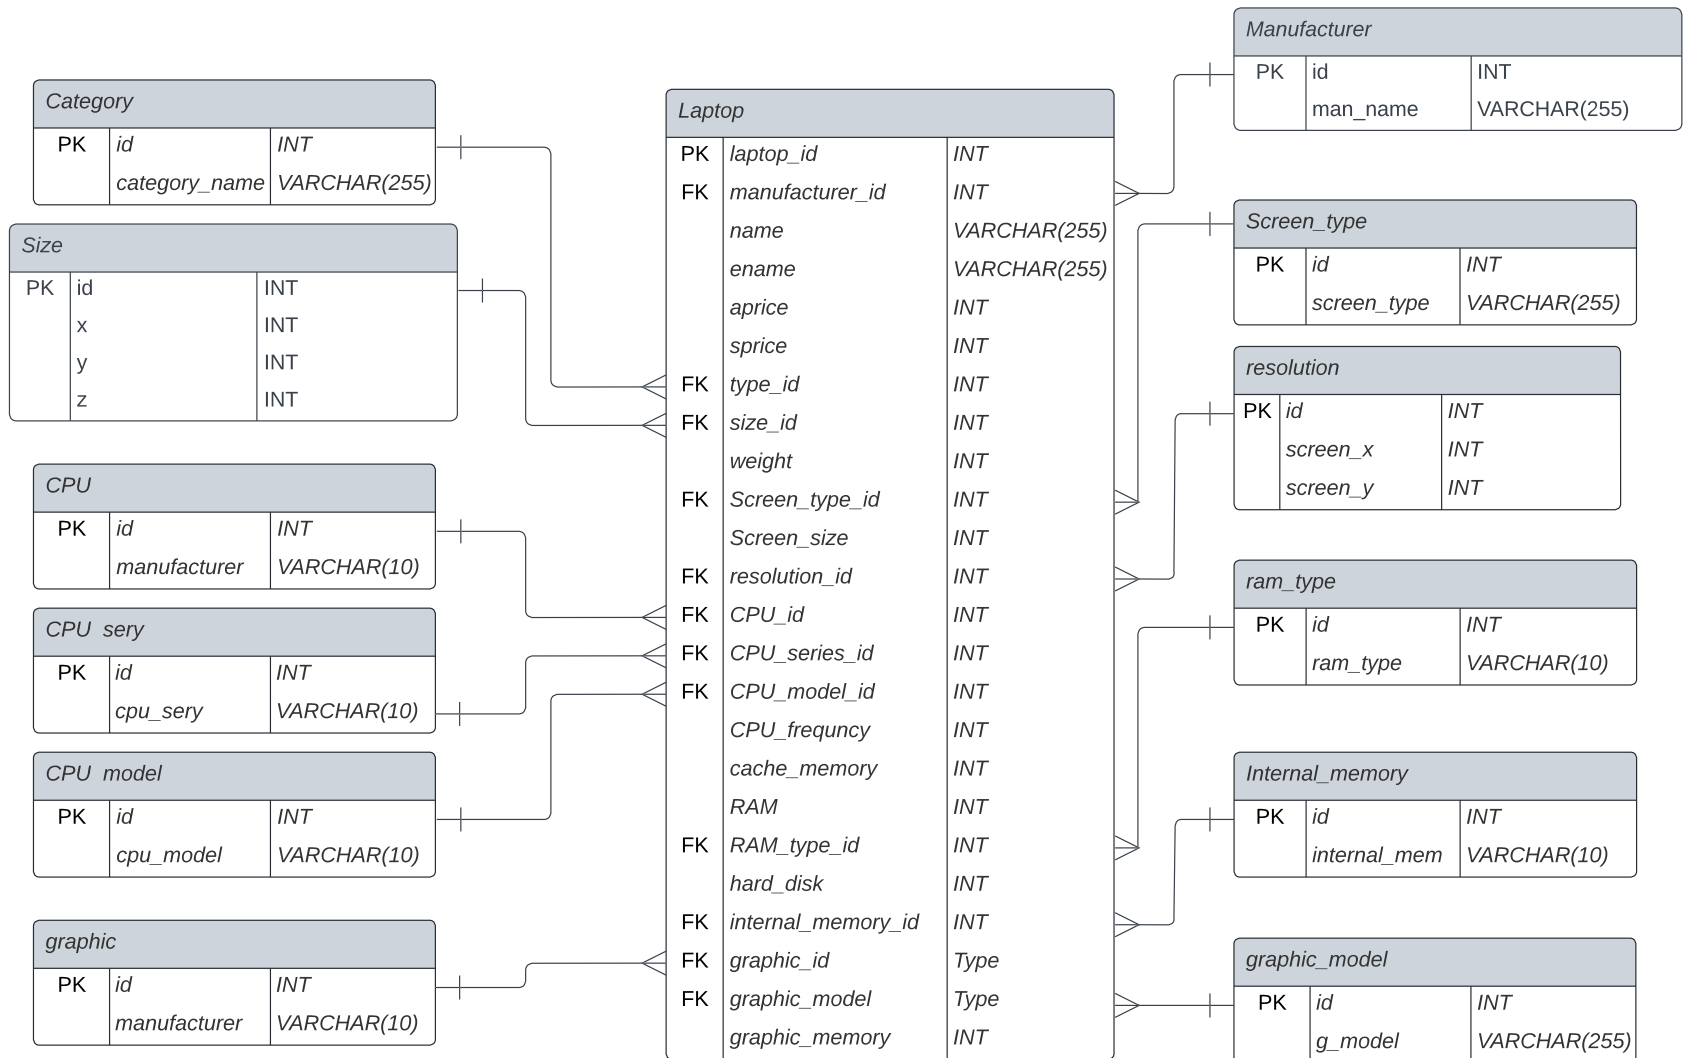 Category
PK id INT
category_name VARCHAR(255)
Size
PK id INT
x INT
y INT
z INT
CPU
PK id INT
manufacturer VARCHAR(10)
CPU sery
PK id INT
cpu_sery VARCHAR(10)
CPU model
PK id INT
cpu_model VARCHAR(10)
graphic
PK id INT
manufacturer VARCHAR(10)
Laptop
PK laptop_id INT
FK manufacturer_id INT
name VARCHAR(255)
ename VARCHAR(255)
aprice INT
sprice INT
FK type_id INT
FK size_id INT
weight INT
FK Screen_type_id INT
Screen_size INT
FK resolution_id INT
FK CPU_id INT
FK CPU_series_id INT
FK CPU_model_id INT
CPU_frequncy INT
cache_memory INT
RAM INT
FK RAM_type_id INT
hard_disk INT
FK internal_memory_id INT
FK graphic_id Type
FK graphic_model Type
graphic_memory INT
Manufacturer
PK id INT
man_name VARCHAR(255)
Screen_type
PK id INT
screen_type VARCHAR(255)
resolution
PK id INT
screen_x INT
screen_y INT
ram_type
PK id INT
ram_type VARCHAR(10)
Internal_memory
PK id INT
internal_mem VARCHAR(10)
graphic_model
PK id INT
g_model VARCHAR(255)